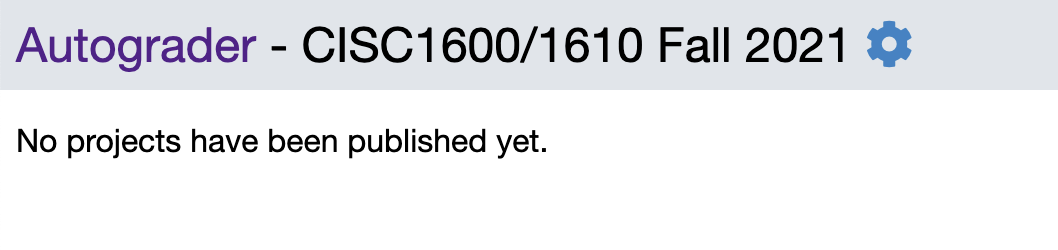 Autograder - CISC1600/1610 Fall 2021
No projects have been published yet.